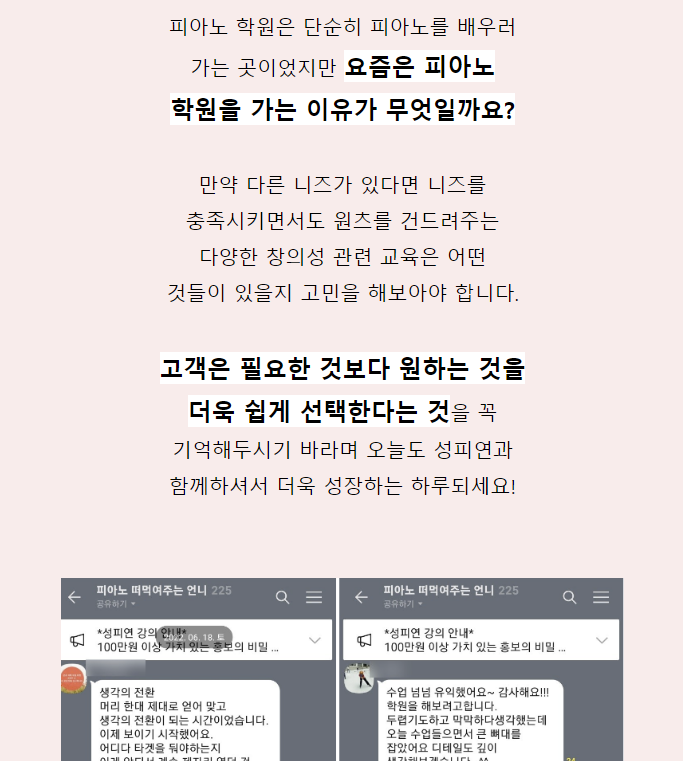 피아노 학원은 단순히 피아노를 배우러
가는 곳이었지만 요즘은 피아노
학원을 가는 이유가 무엇일까요?
만약 다른 니즈가 있다면 니즈를
충족시키면서도 원츠를 건드려주는
다양한 창의성 관련 교육은 어떤
것들이 있을지 고민을 해보아야 합니다.
고객은 필요한 것보다 원하는 것을
더욱 쉽게 선택한다는 것을 꼭
기억해두시기 바라며 오늘도 성피연과
함께하셔서 더욱 성장하는 하루되세요!
피아노 떠먹여주는 언니 225
공유하기
*성피연 강의 안내*
2022. 06. 18. 토
100만원 이상 가치 있는 홍보의 비밀 ...
생각의 전환
머리 한대 제대로 얻어 맞고
생각의 전환이 되는 시간이었습니다.
이제 보이기 시작했어요.
어디다 타겟을 둬야하는지
피아노 떠먹여주는 언니 225
공유하기
*성피연 강의 안내*
100만원 이상 가치 있는 홍보의 비밀 ...
수업 넘넘 유익했어요~ 감사해요!!!
학원을 해보려고합니다.
두렵기도하고 막막하다생각했는데
오늘 수업들으면서 큰 뼈대를
잡았어요 디테일도 깊이